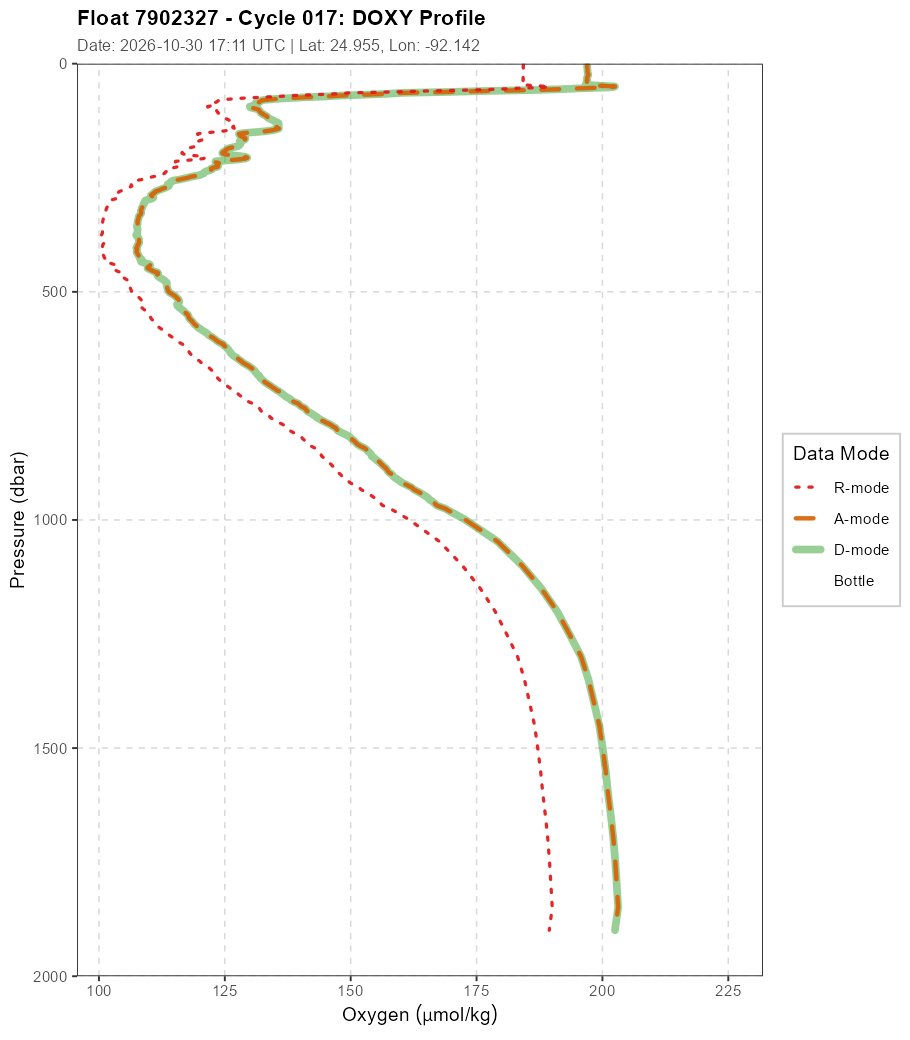 Float 7902327 - Cycle 017: DOXY Profile
Date: 2026-10-30 17:11 UTC | Lat: 24.955, Lon: -92.142
0
500
1000
1500
2000
Pressure (dbar)
100 125 150 175 200 225
Oxygen (μmol/kg)
Data Mode
R-mode
A-mode
D-mode
Bottle